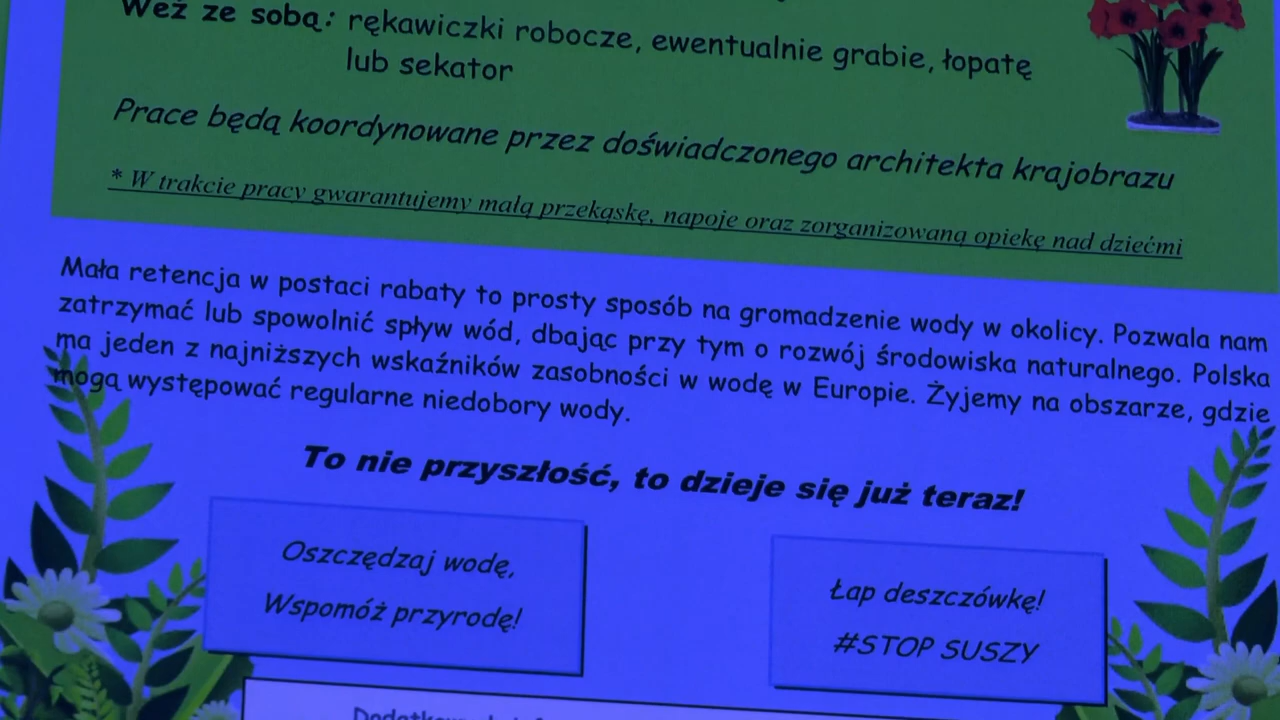 Weź ze sobą: rękawiczki robocze, ewentualnie grabie, łopatę
lub sekator
Prace będą koordynowane przez doświadczonego architekta krajobrazu
* W trakcie pracy gwarantujemy małą przekąskę, napoje oraz zorganizowaną opiekę nad dziećmi
Mała retencja w postaci rabaty to prosty sposób na gromadzenie wody w okolicy. Pozwala nam
zatrzymać lub spowolnić spływ wód, dbając przy tym o rozwój środowiska naturalnego. Polska
ma jeden z najniższych wskaźników zasobności w wodę w Europie. Żyjemy na obszarze, gdzie
mogą występować regularne niedobory wody.
To nie przyszłość, to dzieje się już teraz!
Oszczędzaj wodę,
Wspomóż przyrodę!
Łap deszczówkę!
#STOP SUSZY